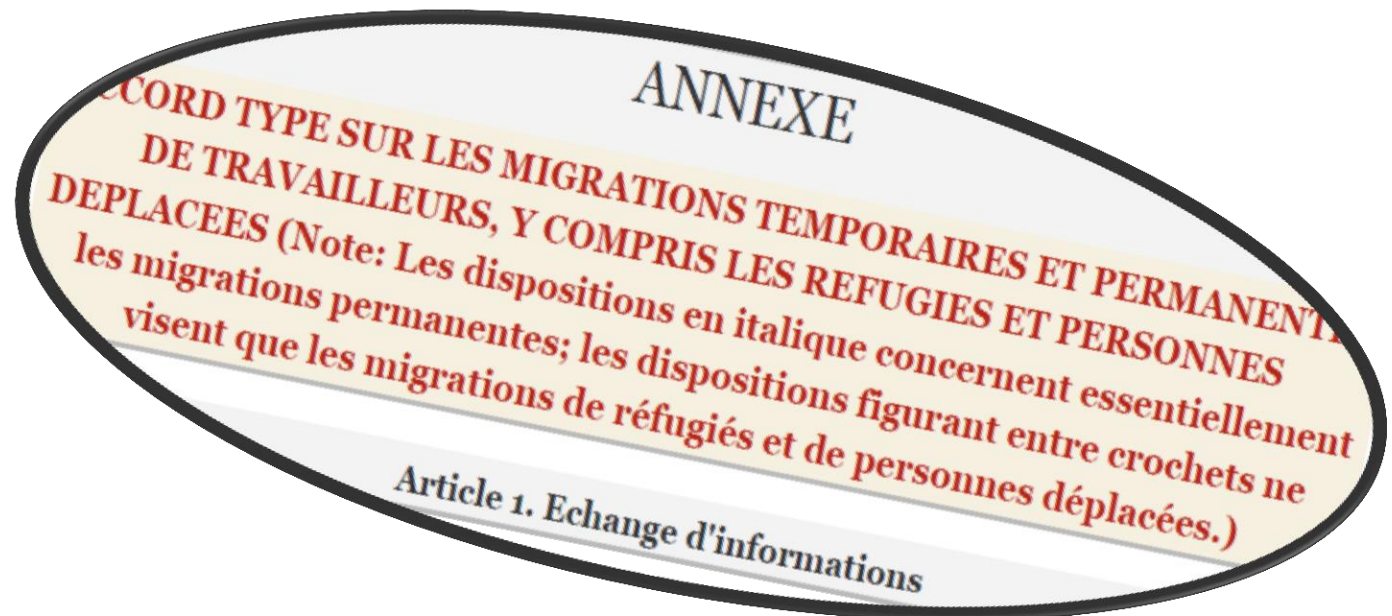 ANNEXE
CCORD TYPE SUR LES MIGRATIONS TEMPORAIRES ET PERMANENT
DE TRAVAILLEURS, Y COMPRIS LES REFUGIES ET PERSONNES
DEPLACEES (Note: Les dispositions en italique concernent essentiellement
les migrations permanentes; les dispositions figurant entre crochets ne
visent que les migrations de réfugiés et de personnes déplacées.)
Article 1. Echange d'informations